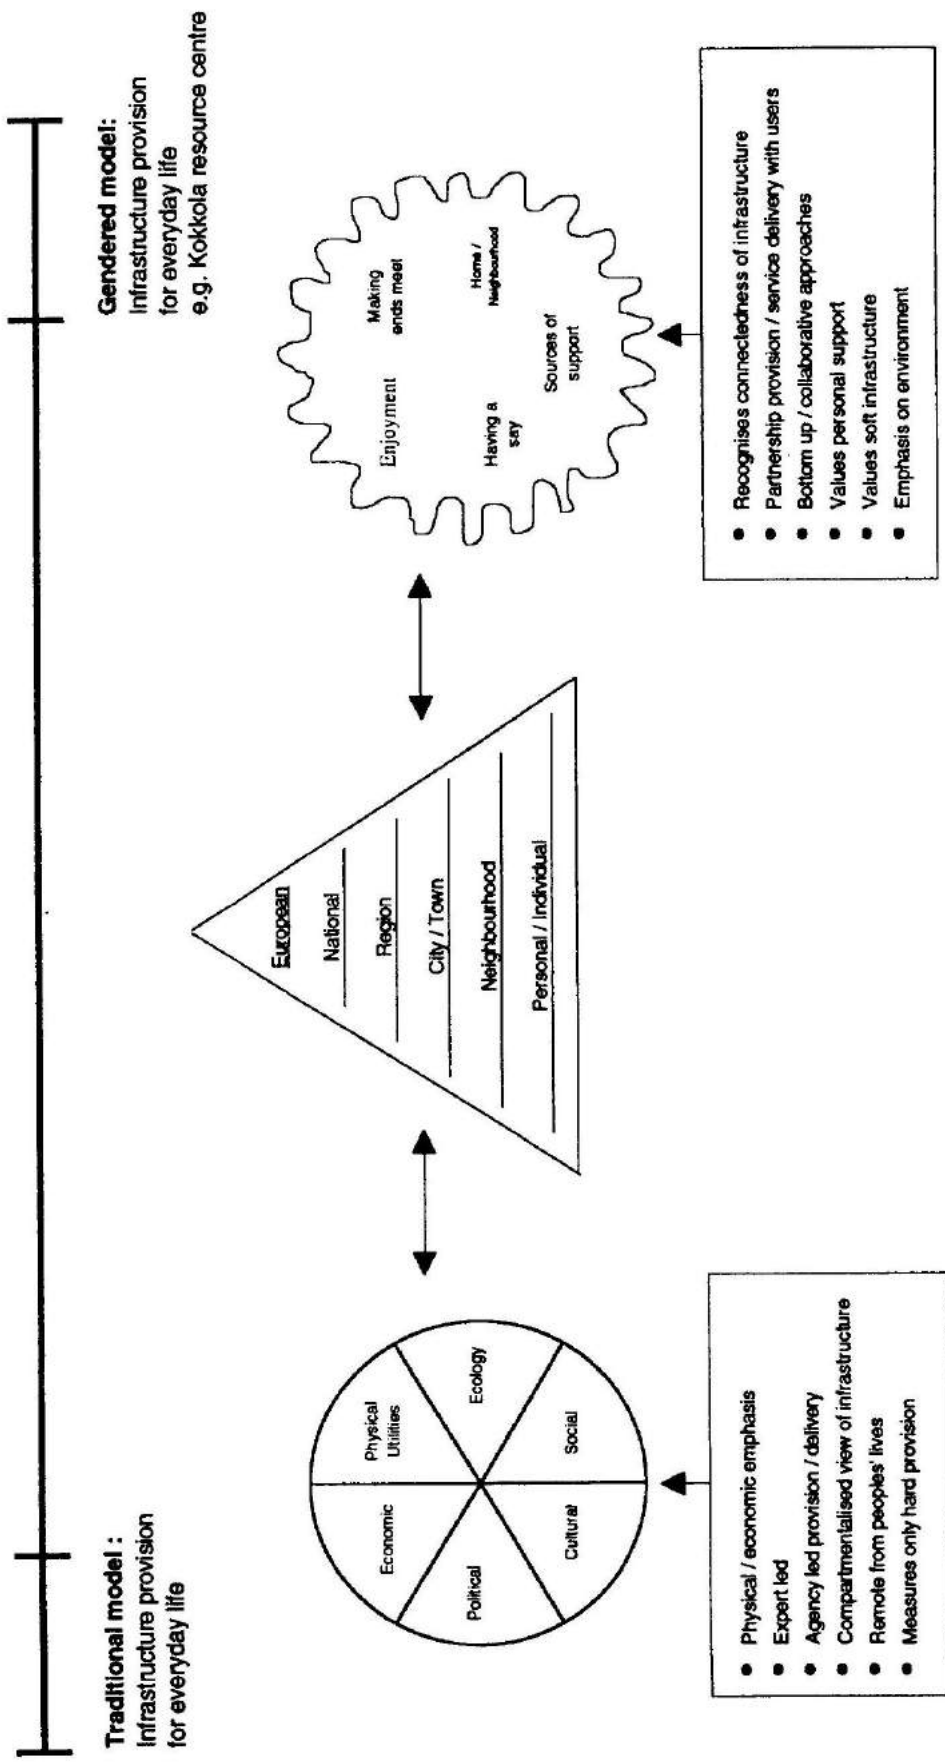 Traditional model :
Infrastructure provision
for everyday life
Gendered model:
Infrastructure provision
for everyday life
e.g. Kokkola resource centre
Economic
Physical
Utilities
Political
Ecology
Cultural
Social
European
National
Region
City / Town
Neighbourhood
Personal / Individual
Enjoyment
Making
ends meet
Having a
say
Home /
Neighbourhood
Sources of
support
● Physical / economic emphasis
● Expert led
● Agency led provision / delivery
● Compartmentalised view of infrastructure
● Remote from peoples' lives
● Measures only hard provision
● Recognises connectedness of infrastructure
● Partnership provision / service delivery with users
● Bottom up / collaborative approaches
● Values personal support
● Values soft infrastructure
● Emphasis on environment